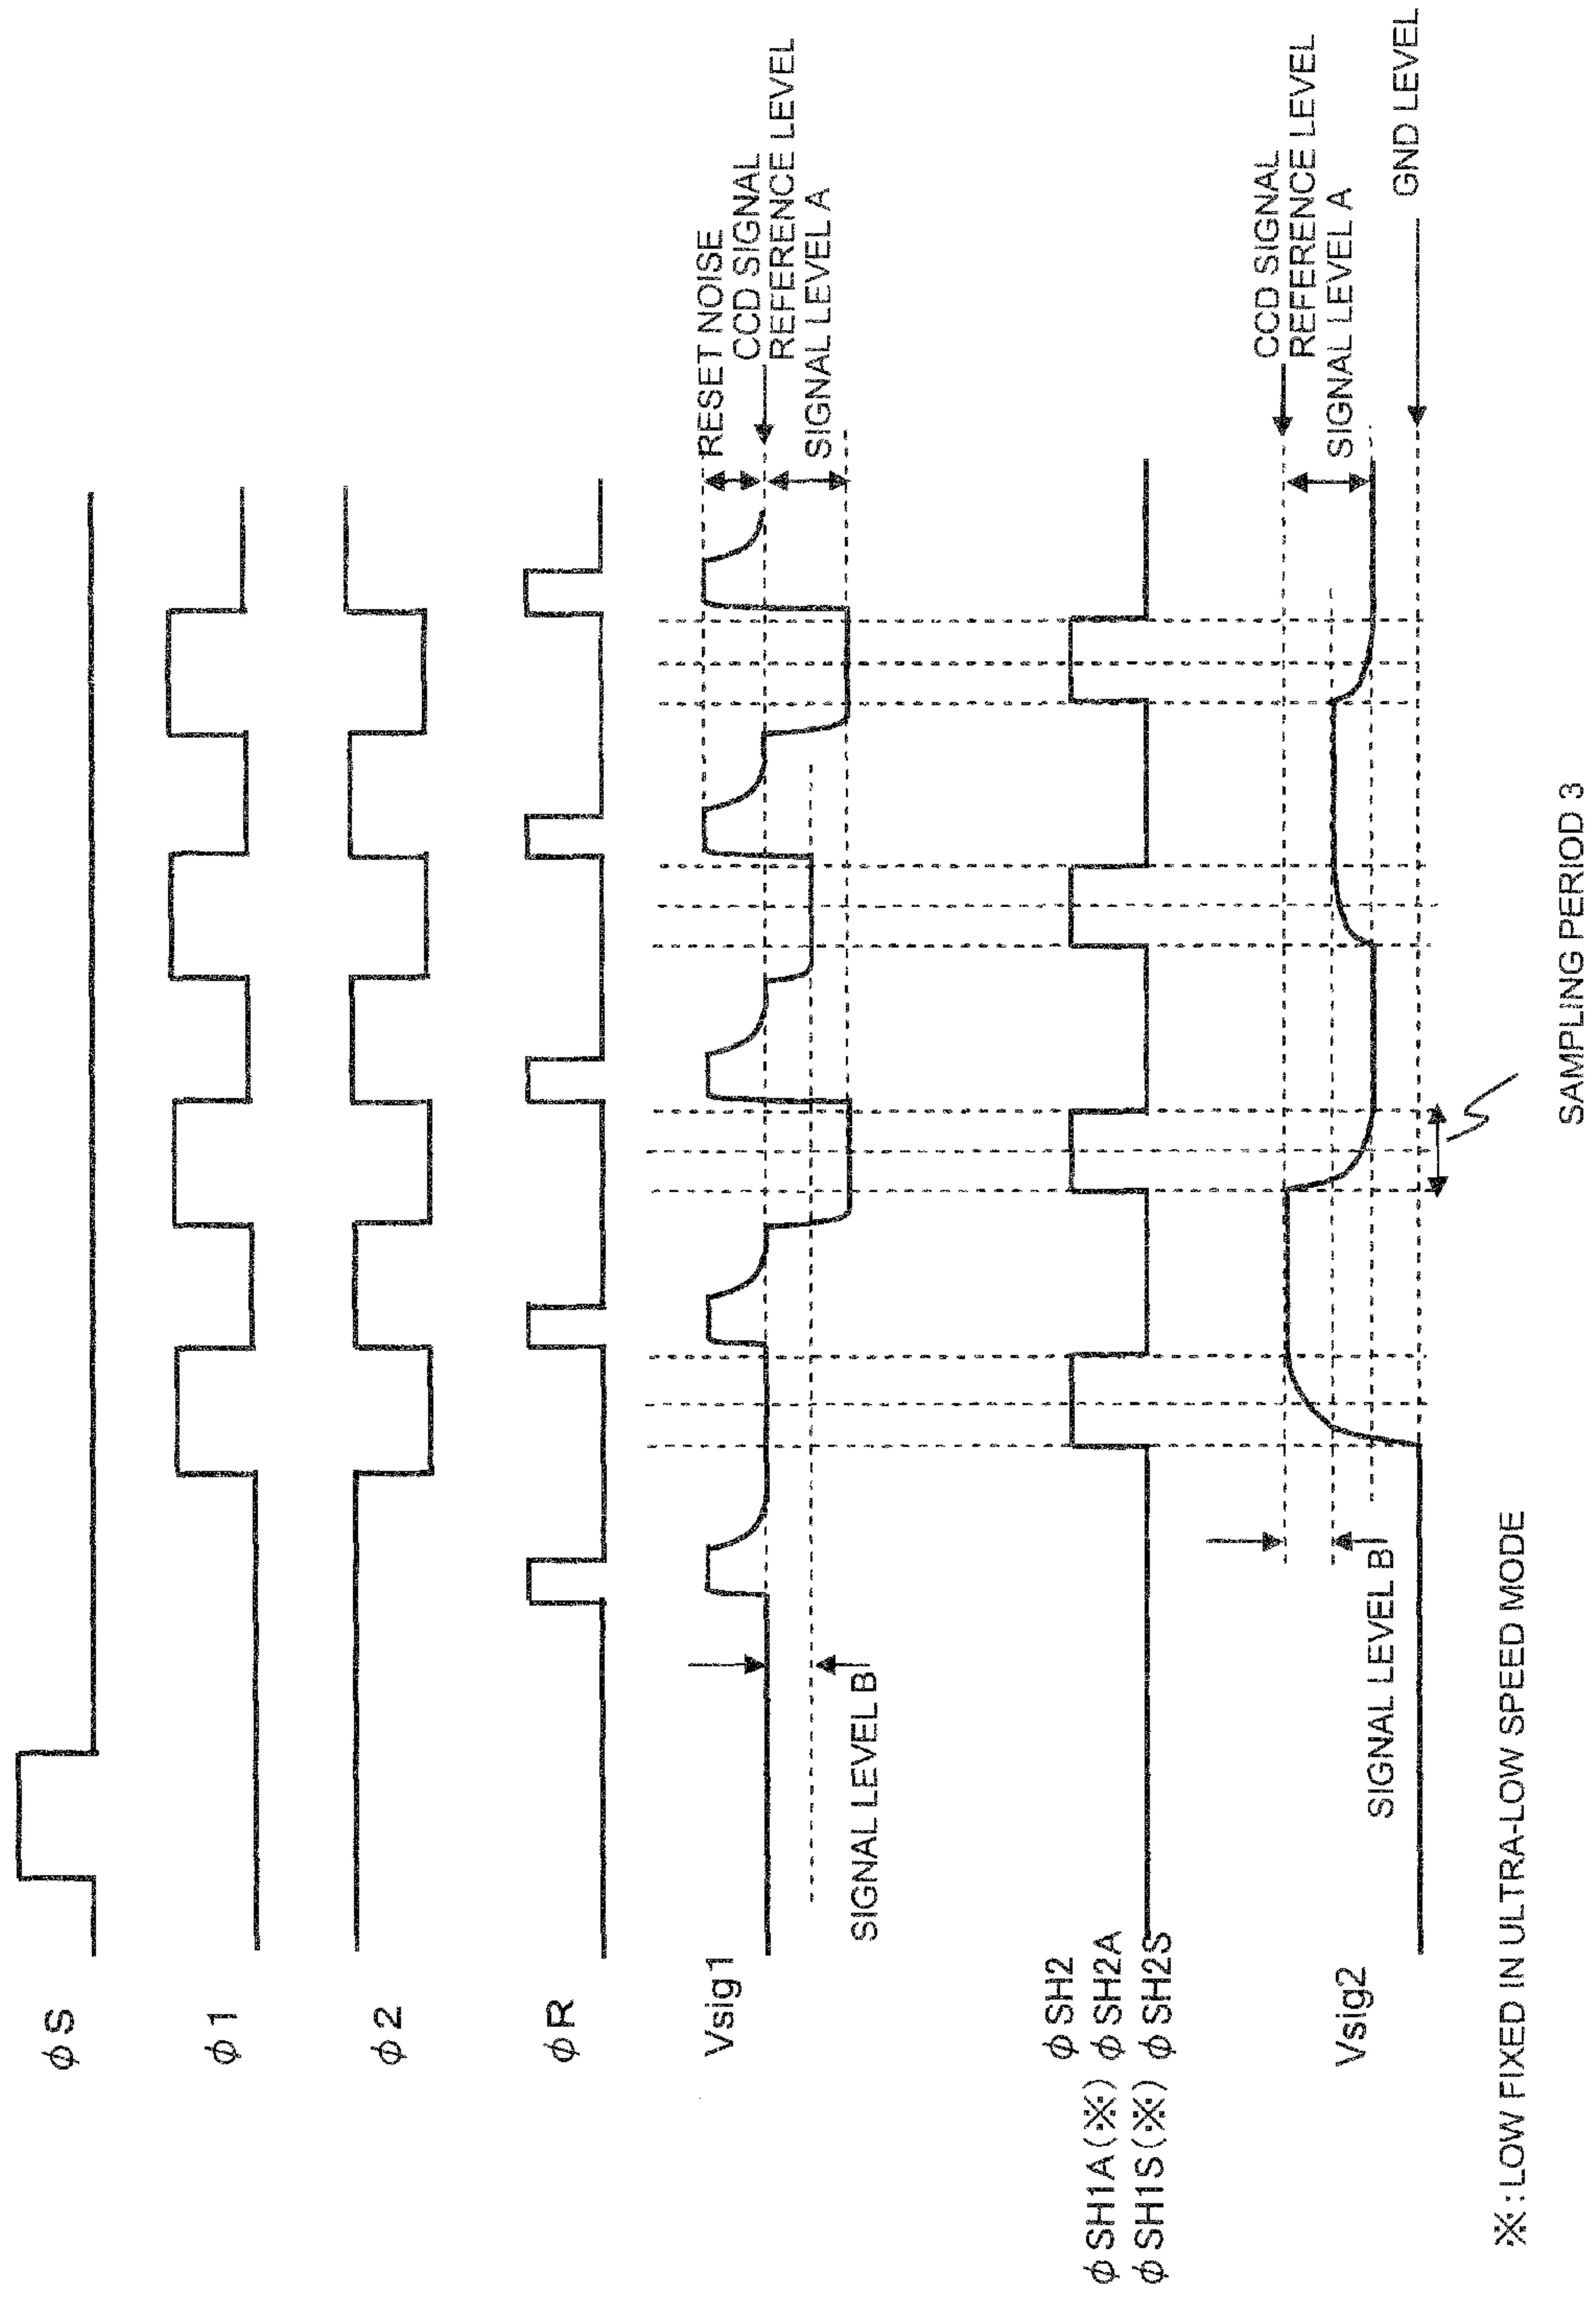 φS
φ1
φ2
φR
Vsig1
RESET NOISE
CCD SIGNAL
REFERENCE LEVEL
SIGNAL LEVEL A
SIGNAL LEVEL B
φSH2
φSH1A(※) φSH2A
φSH1S(※) φSH2S
Vsig2
CCD SIGNAL
REFERENCE LEVEL
SIGNAL LEVEL A
GND LEVEL
SIGNAL LEVEL B
SAMPLING PERIOD 3
※:LOW FIXED IN ULTRA-LOW SPEED MODE